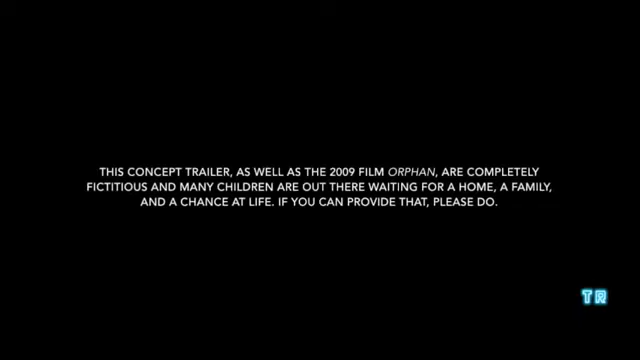 THIS CONCEPT TRAILER, AS WELL AS THE 2009 FILM ORPHAN, ARE COMPLETELY
FICTITIOUS AND MANY CHILDREN ARE OUT THERE WAITING FOR A HOME, A FAMILY,
AND A CHANCE AT LIFE. IF YOU CAN PROVIDE THAT, PLEASE DO.
TR